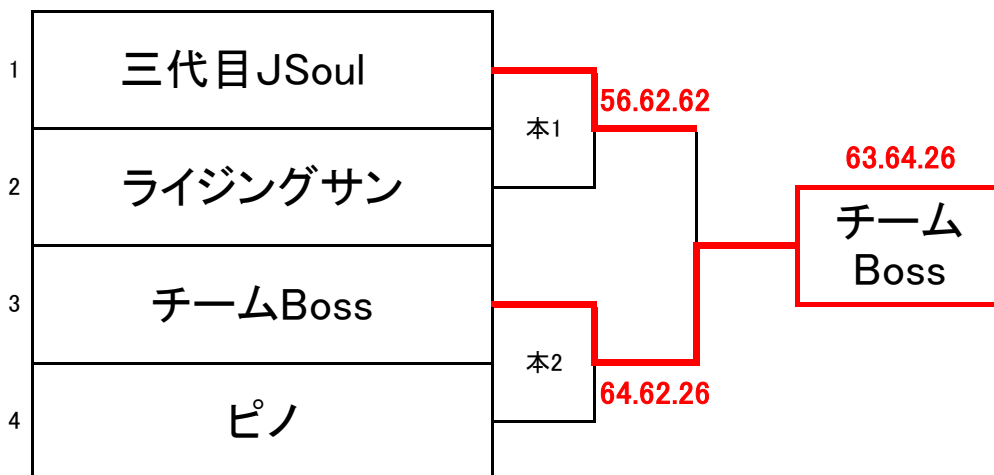 1
三代目JSoul
2
ライジングサン
3
チームBoss
4
ピノ
本1
本2
56.62.62
64.62.26
63.64.26
チーム
Boss